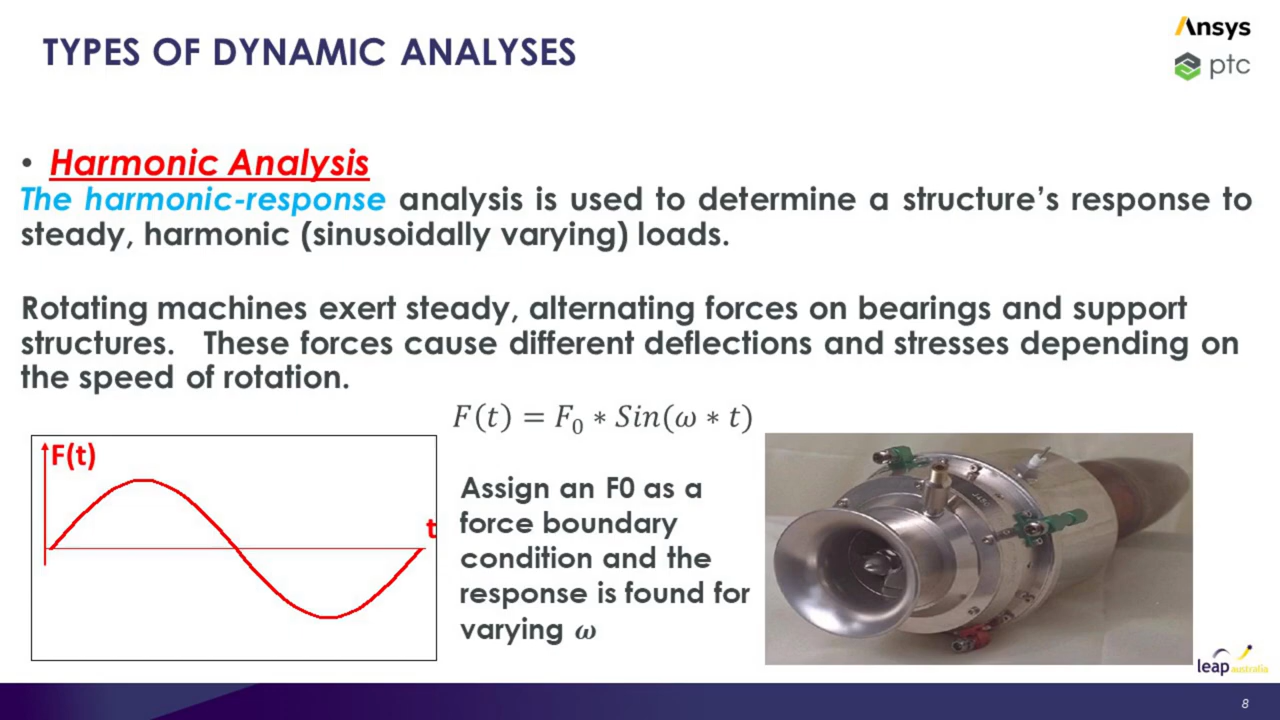 TYPES OF DYNAMIC ANALYSES
Ansys
ptc
• Harmonic Analysis
The harmonic-response analysis is used to determine a structure’s response to
steady, harmonic (sinusoidally varying) loads.
Rotating machines exert steady, alternating forces on bearings and support
structures. These forces cause different deflections and stresses depending on
the speed of rotation.
F(t) = F₀ ∗ Sin(ω ∗ t)
F(t)
t
Assign an F0 as a
force boundary
condition and the
response is found for
varying ω
leap australia
8